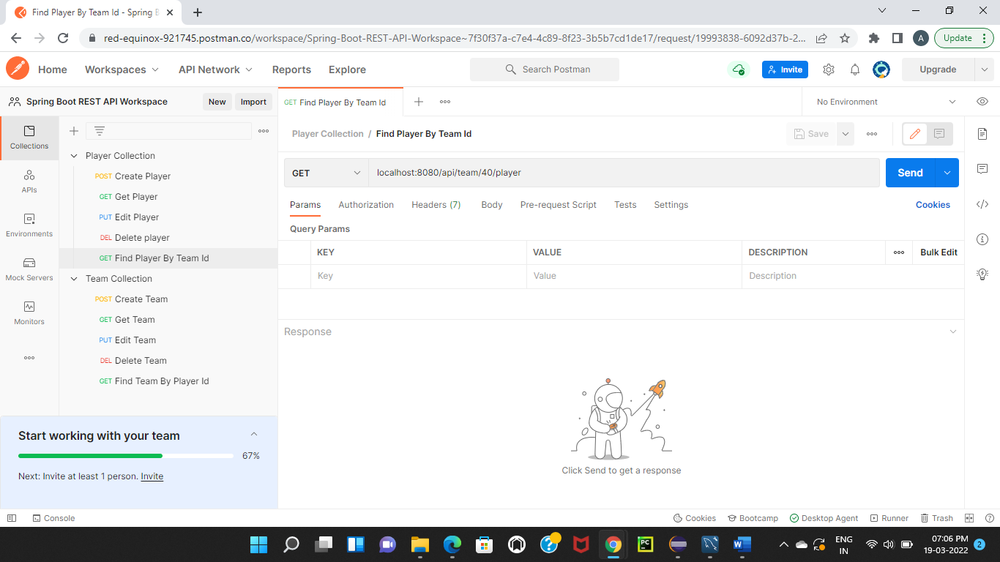 Find Player By Team Id - Spring B
red-equinox-921745.postman.co/workspace/Spring-Boot-REST-API-Workspace~7f30f37a-c7e4-4c89-8f23-3b5b7cd1de17/request/19993838-6092d37b-2...
A
Update
Home
Workspaces
API Network
Reports
Explore
Search Postman
Invite
Upgrade
Spring Boot REST API Workspace
New
Import
GET Find Player By Team Id
No Environment
Collections
APIs
Environments
Mock Servers
Monitors
Player Collection
POST Create Player
GET Get Player
PUT Edit Player
DEL Delete player
GET Find Player By Team Id
Team Collection
POST Create Team
GET Get Team
PUT Edit Team
DEL Delete Team
GET Find Team By Player Id
Start working with your team
67%
Next: Invite at least 1 person. Invite
Player Collection / Find Player By Team Id
Save
GET
localhost:8080/api/team/40/player
Send
Params
Authorization
Headers (7)
Body
Pre-request Script
Tests
Settings
Cookies
Query Params
KEY
VALUE
DESCRIPTION
Bulk Edit
Key
Value
Description
Response
Click Send to get a response
Console
Cookies
Bootcamp
Desktop Agent
Runner
Trash
PC
W
ENG
IN
07:06 PM
19-03-2022
2